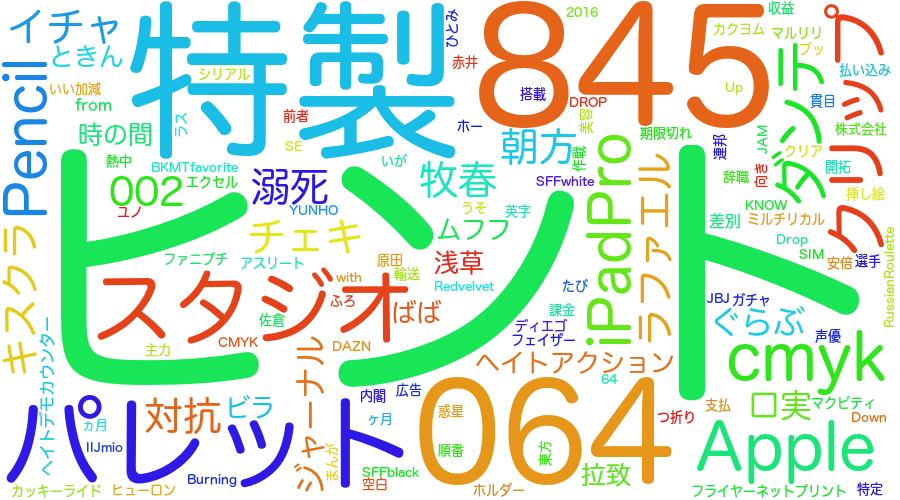 イチャ
ときん
Pencil
いい加減
from
時の間
熱中
BKMTfavorite
002
エクセル
ユノ
シリアル
ラス
特製
前者
SE
溺死
YUNHO
ひとみ
赤井
ホー
いが
牧春
うそ
英字
845
2016
搭載
DROP
美容
作戦
朝方
SFFwhite
期限切れ
iPadPro
連邦
Up
カクヨム
収益
マルリリ
ブッ
払い込み
貫目
株式会社
JAM
クリア
開拓
辞職
向き
挿し絵
KNOW
ミルチリカル
差別
Drop
SIM
安倍
選手
ダンテ
クリップ
RussianRoulette
ヒント
キスクラ
チェキ
ムフフ
ファニプチ
アスリート
スタジオ
with
原田
輸送
浅草
Redvelvet
ふろ
ばば
佐倉
CMYK
DAZN
主力
たび
課金
ディエゴ
フェイザー
ラファエル
JBJ
ガチャ
ぐらぶ
声優
cmyk
ヘイトアクション
64
ヘイトデモカウンター
パレット
カ月
IIJmio
対抗
ビラ
ジャーナル
まんが
内閣
広告
ヶ月
064
惑星
順番
東方
つ折り
支払
口実
マクビティ
Down
Apple
拉致
Burning
SFFblack
空白
カッキーライド
ヒューロン
ホルダー
フライヤーネットプリント
特定